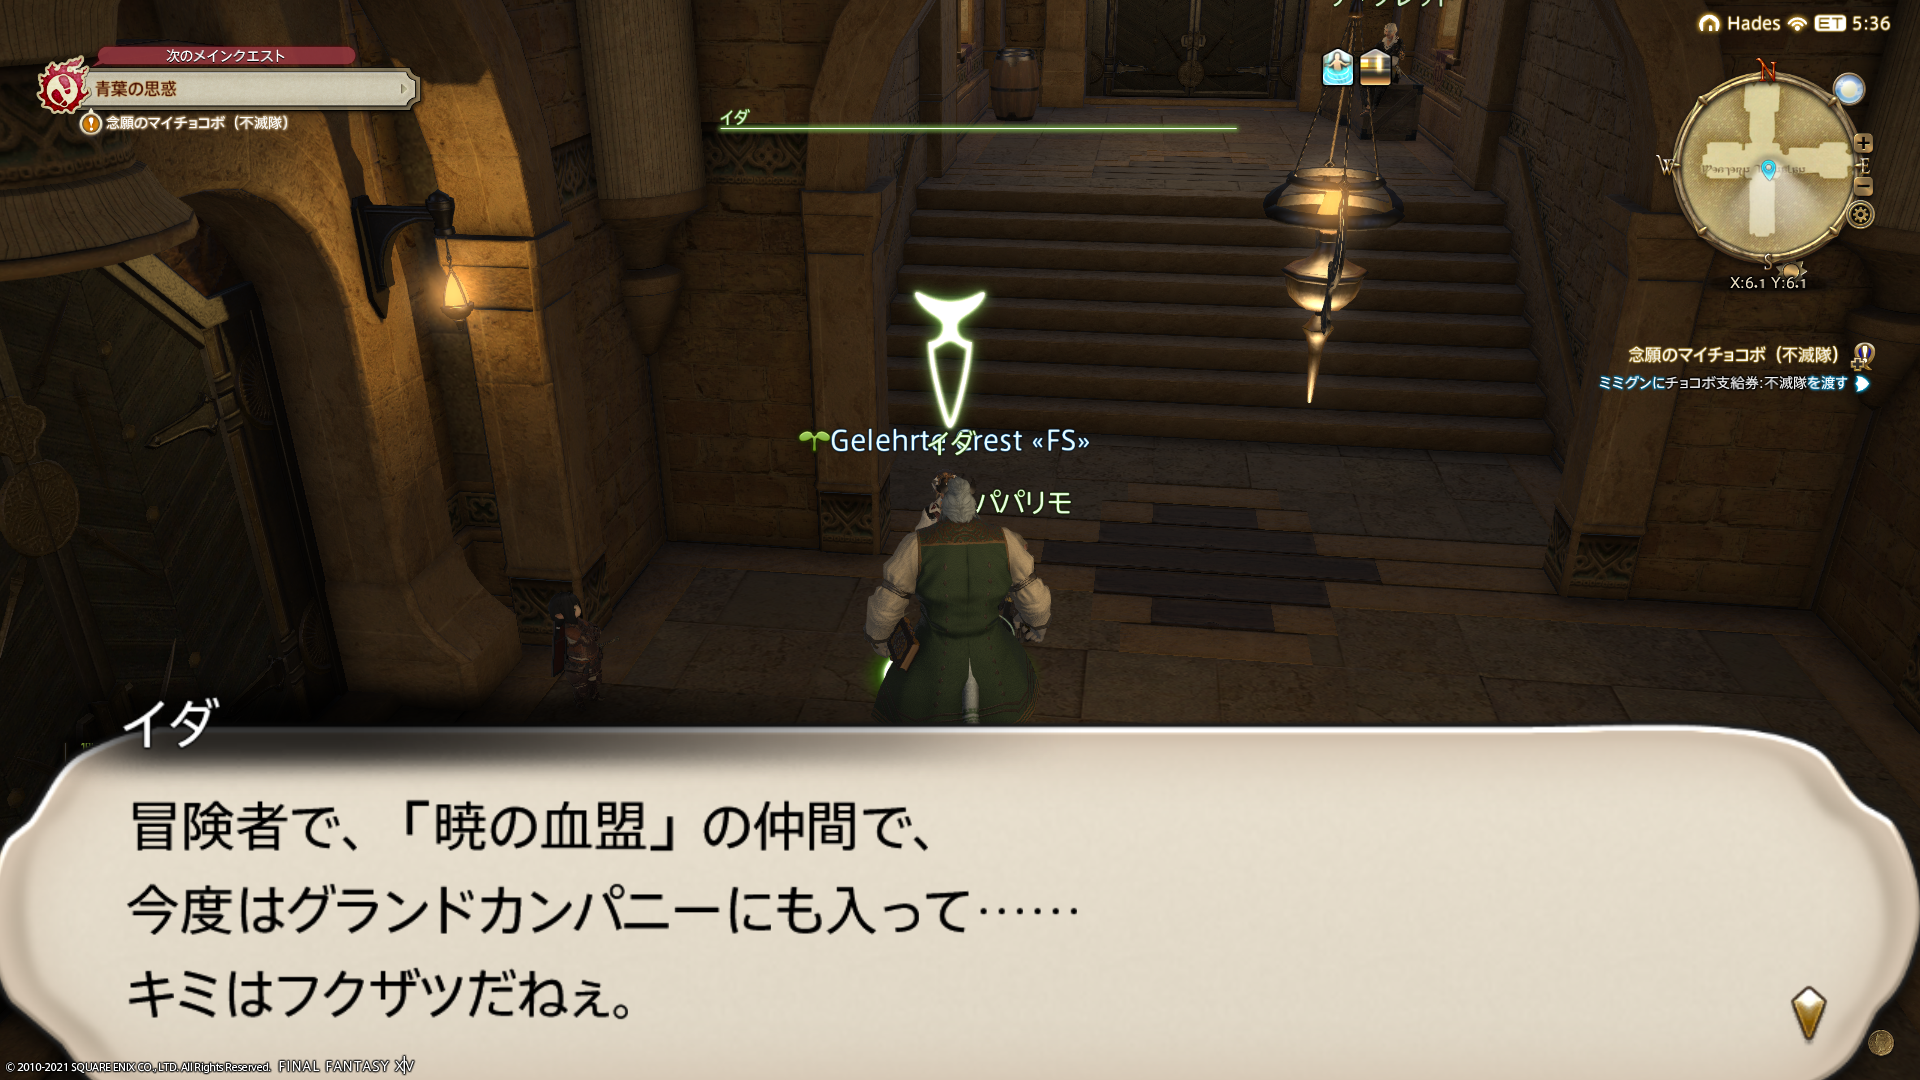 次のメインクエスト
青葉の思惑
念願のマイチョコボ（不滅隊）
イダ
Hades ET 5:36
N
W
E
S
X:6.1 Y:6.1
念願のマイチョコボ（不滅隊）
ミミグンにチョコボ支給券:不滅隊を渡す
Gelehrte Crest «FS»
イダ
パパリモ
イダ
冒険者で、「暁の血盟」の仲間で、
今度はグランドカンパニーにも入って……
キミはフクザツだねぇ。
© 2010-2021 SQUARE ENIX CO., LTD. All Rights Reserved. FINAL FANTASY XIV